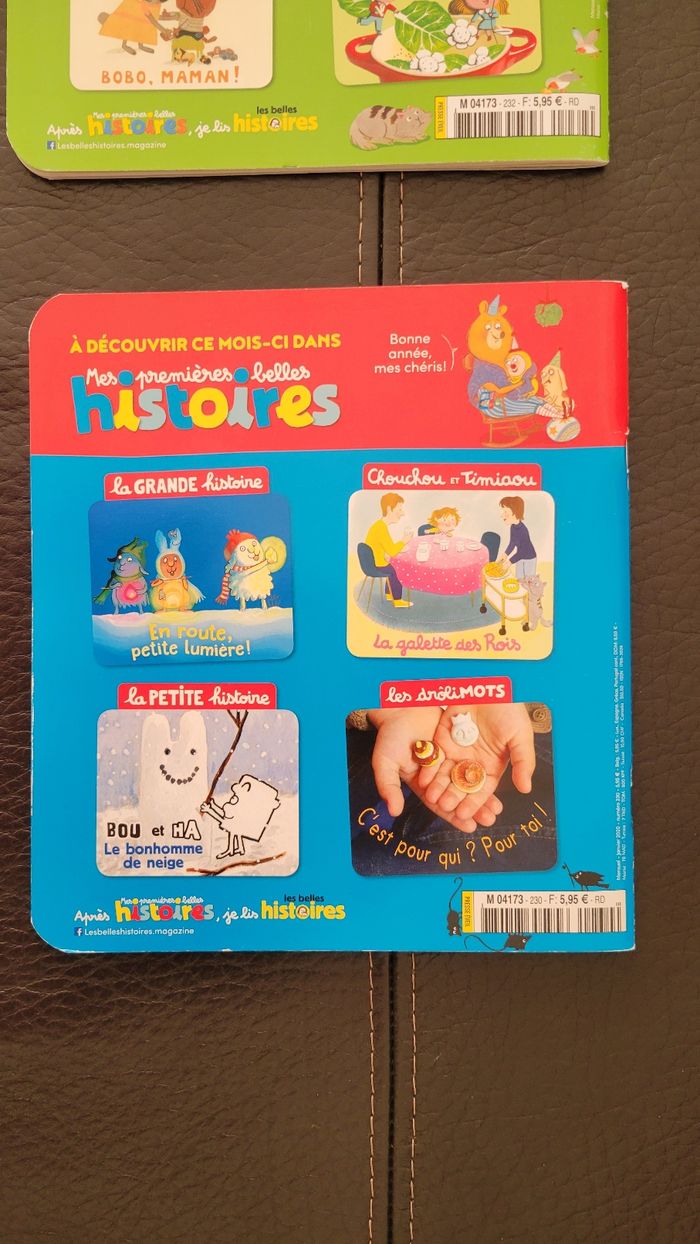 BOBO, MAMAN!
Mes premières belles
les belles
Après histoires, je lis histoires
Lesbelleshistoires.magazine
PRESSE EVEIL
M 04173 - 232 - F: 5,95 € - RD
À DÉCOUVRIR CE MOIS-CI DANS
Mes premières belles
histoires
Bonne
année,
mes chéris!
la GRANDE histoire
En route,
petite lumière!
Chouchou ET Timiaou
La galette des Rois
la PETITE histoire
BOU et HA
Le bonhomme
de neige
les drôliMOTS
C'est pour qui ? Pour toi !
Mes premières belles
les belles
Après histoires, je lis histoires
Lesbelleshistoires.magazine
PRESSE EVEIL
M 04173 - 230 - F: 5,95 € - RD